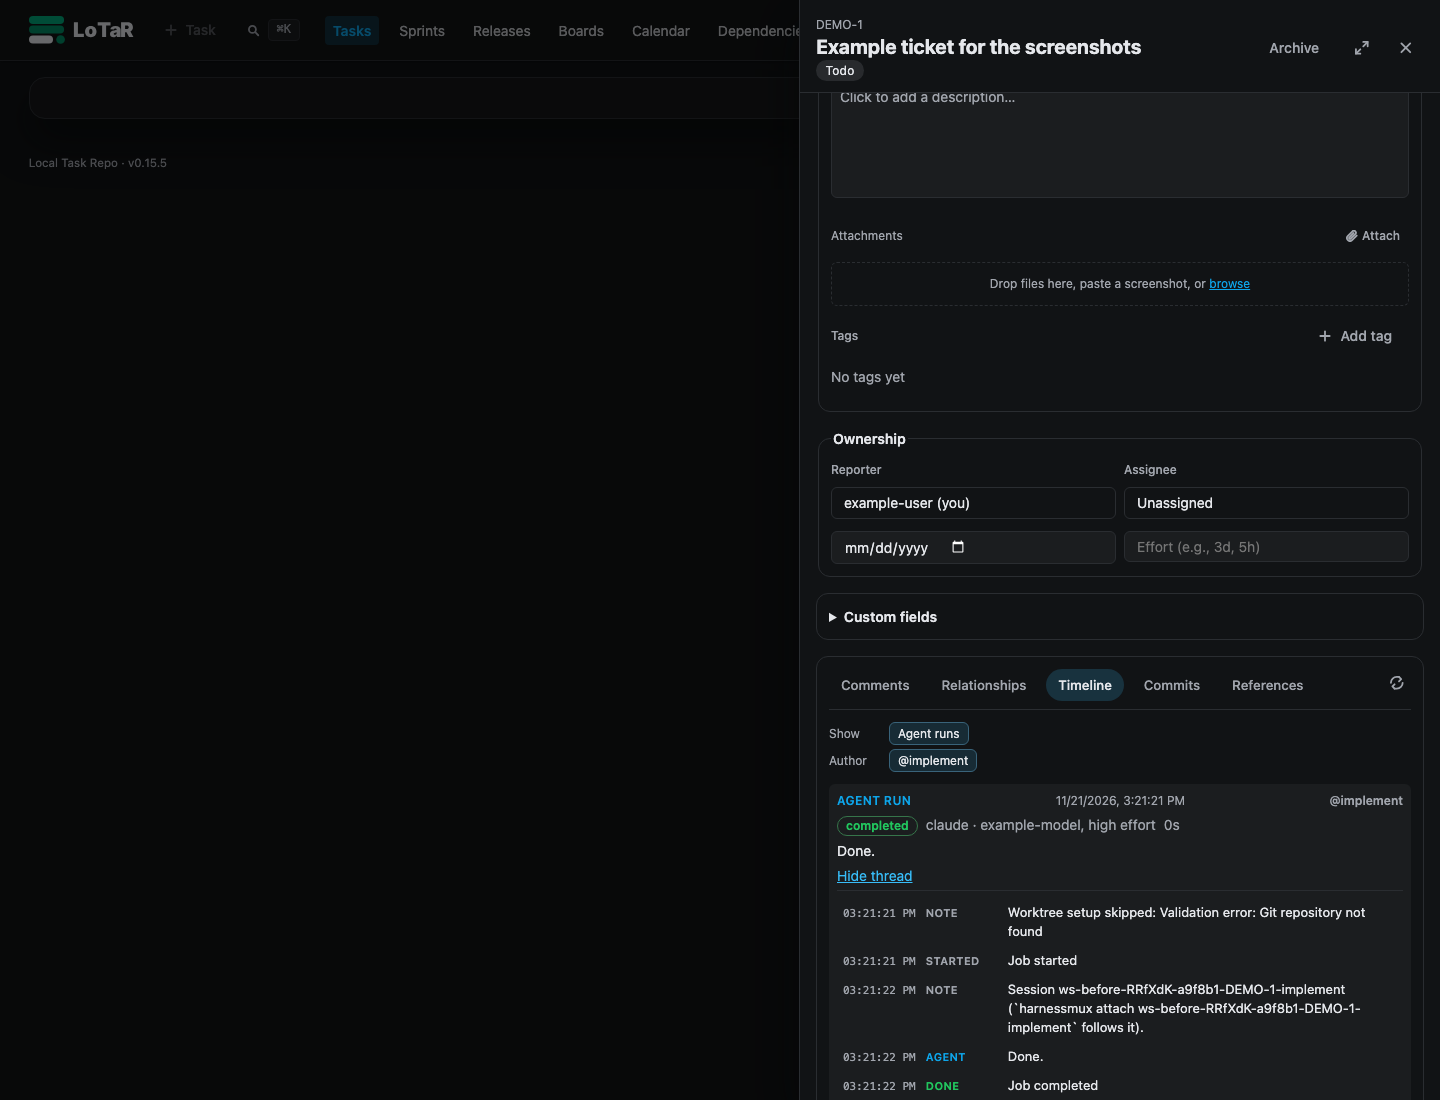 LoTaR
Task
⌘K
Tasks
Sprints
Releases
Boards
Calendar
Local Task Repo · v0.15.5
DEMO-1
Example ticket for the screenshots
Todo
Archive
Click to add a description...
Attachments
Attach
Drop files here, paste a screenshot, or browse
Tags
Add tag
No tags yet
Ownership
Reporter
Assignee
example-user (you)
Unassigned
mm/dd/yyyy
Effort (e.g., 3d, 5h)
Custom fields
Comments
Relationships
Timeline
Commits
References
Show
Agent runs
Author
@implement
AGENT RUN
11/21/2026, 3:21:21 PM
@implement
completed
claude · example-model, high effort 0s
Done.
Hide thread
03:21:21 PM NOTE Worktree setup skipped: Validation error: Git repository not
found
03:21:21 PM STARTED Job started
03:21:22 PM NOTE Session ws-before-RRfXdK-a9f8b1-DEMO-1-implement
(`harnessmux attach ws-before-RRfXdK-a9f8b1-DEMO-1-
implement` follows it).
03:21:22 PM AGENT Done.
03:21:22 PM DONE Job completed